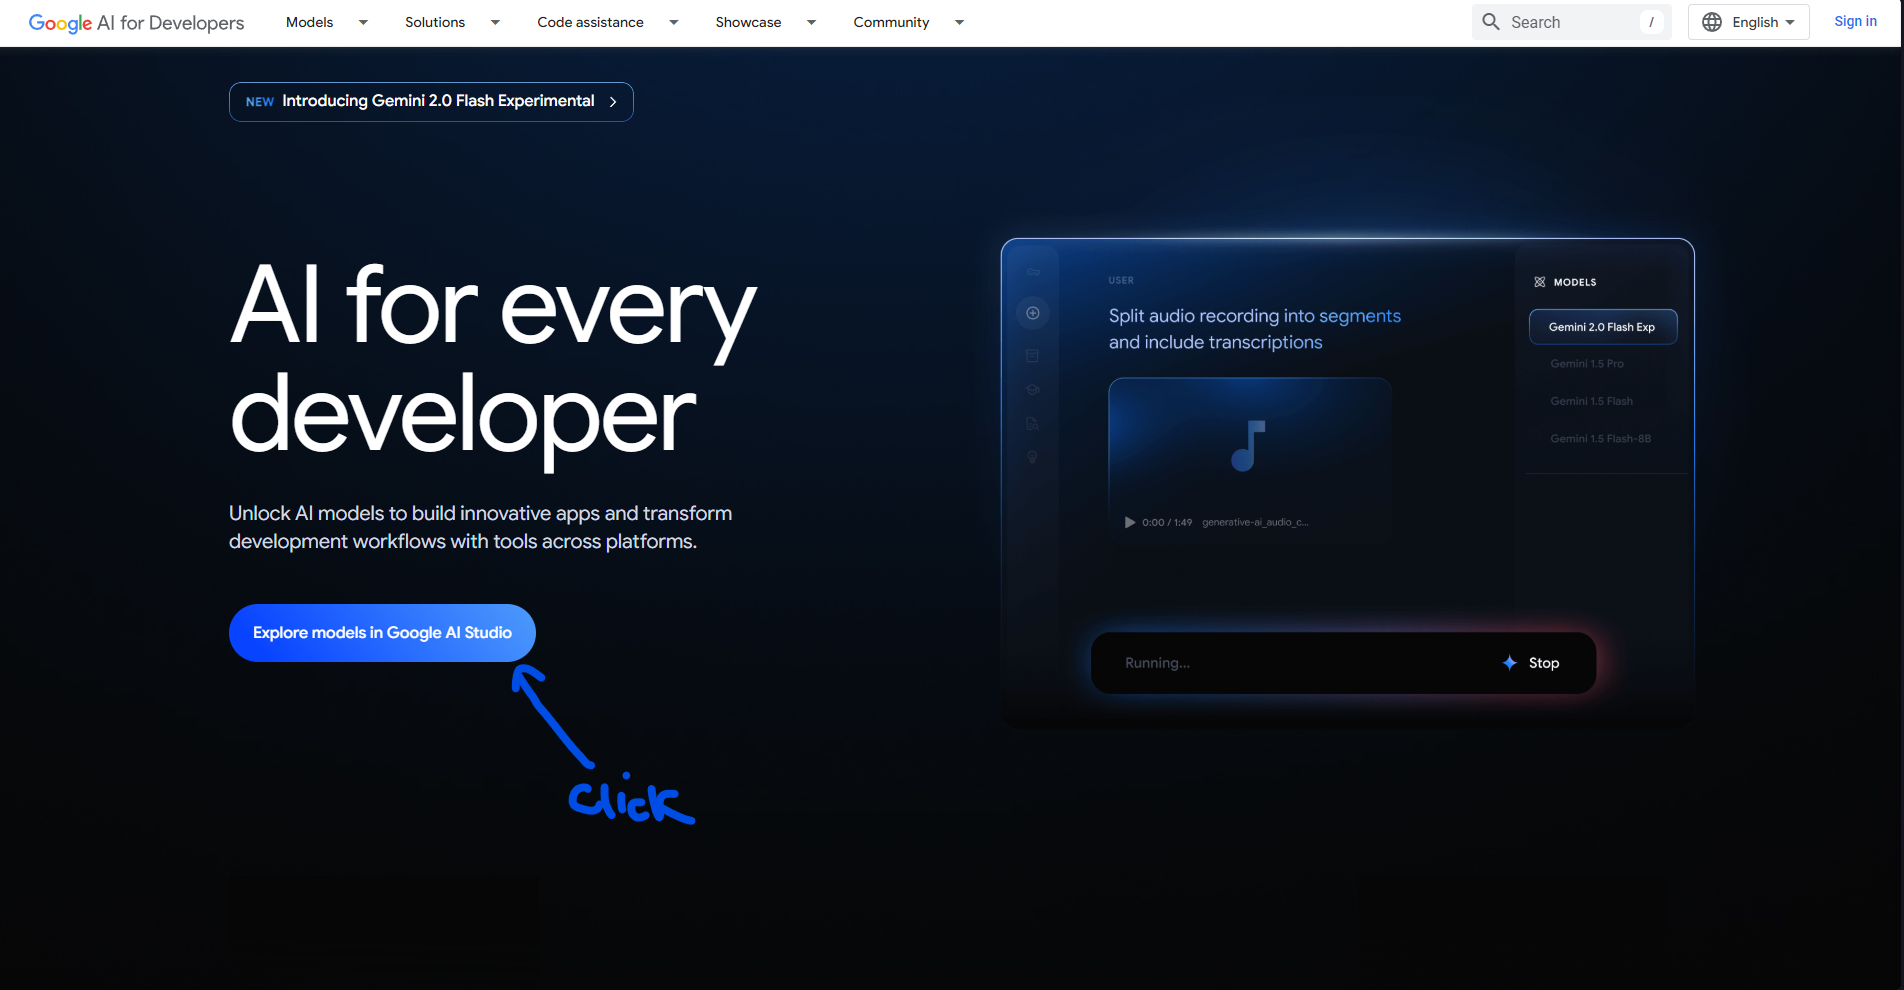 Google AI for Developers
Models
Solutions
Code assistance
Showcase
Community
Search
/
English
Sign in
NEW Introducing Gemini 2.0 Flash Experimental
AI for every
developer
Unlock AI models to build innovative apps and transform
development workflows with tools across platforms.
Explore models in Google AI Studio
click
USER
Split audio recording into segments
and include transcriptions
0:00 / 1:49 generative-ai_audio_c...
MODELS
Gemini 2.0 Flash Exp
Gemini 1.5 Pro
Gemini 1.5 Flash
Gemini 1.5 Flash-8B
Running...
Stop